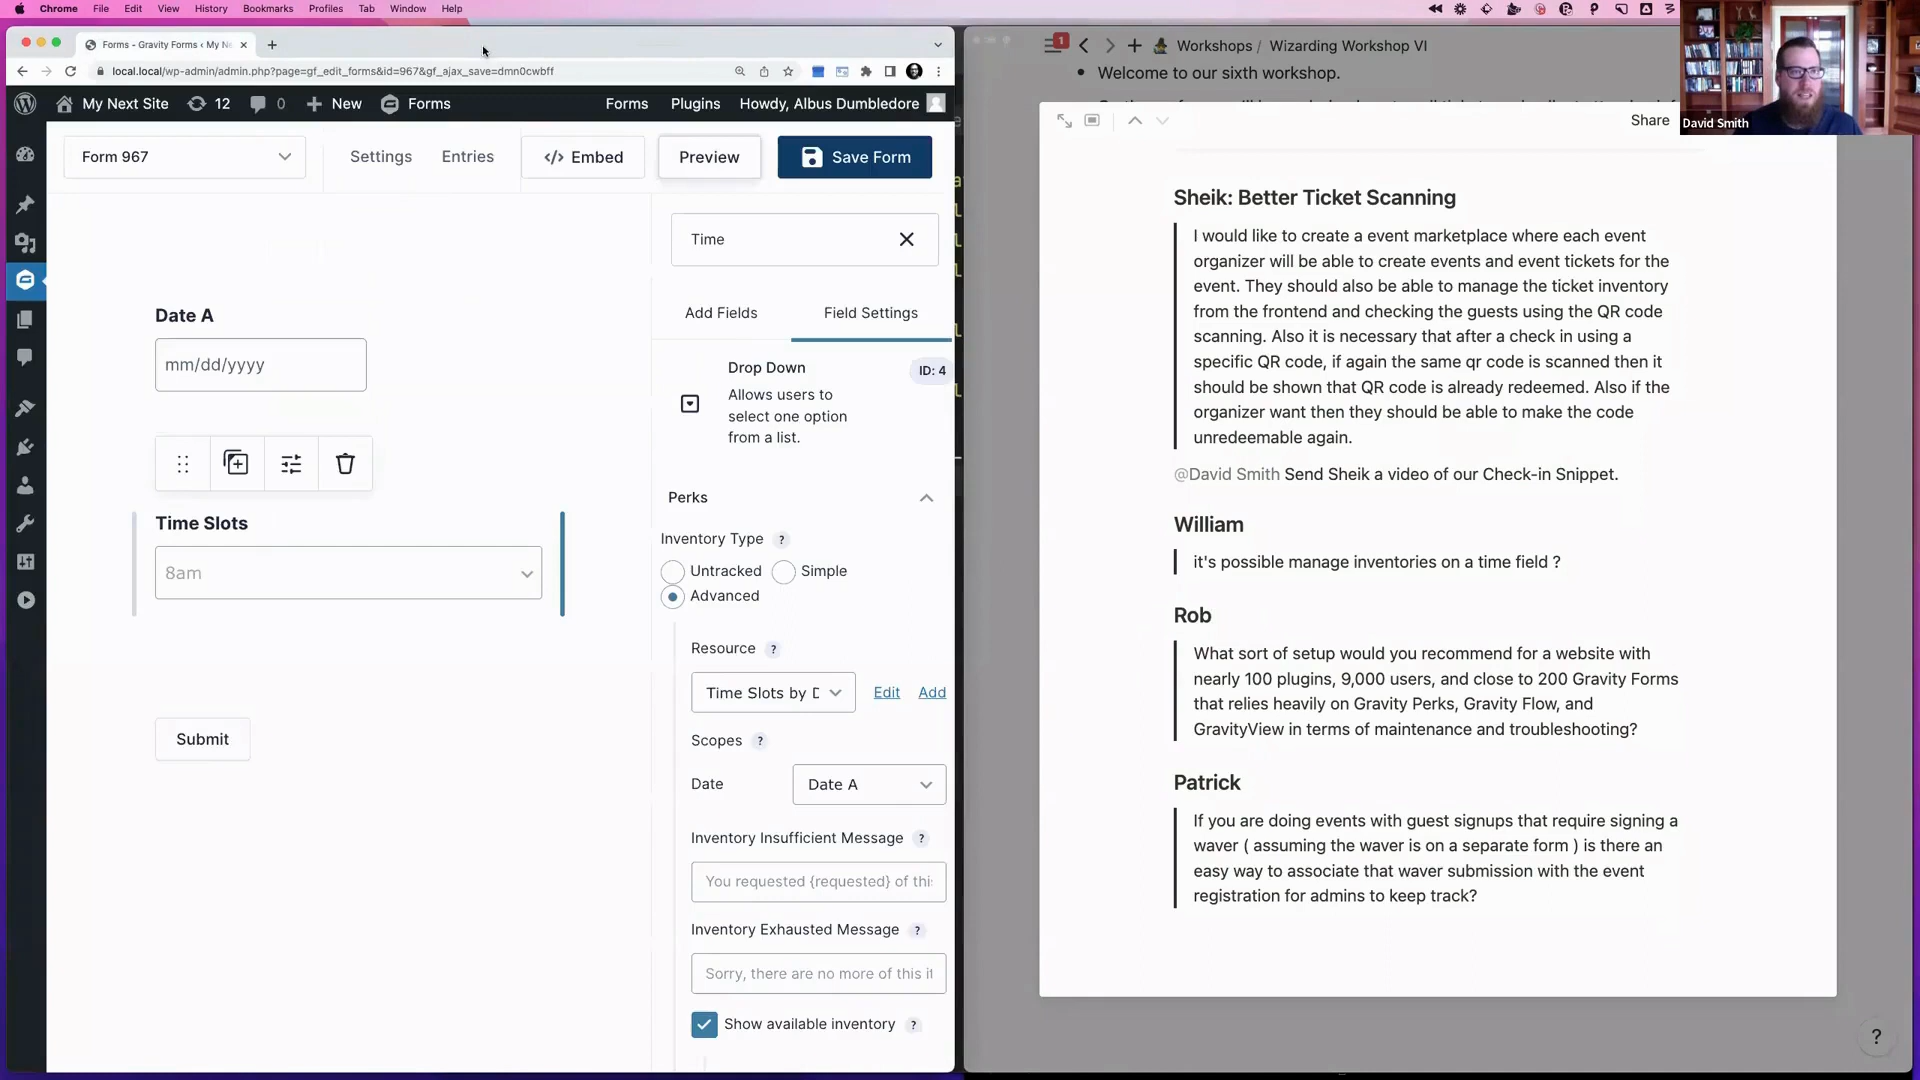 Chrome File Edit View History Bookmarks Profiles Tab Window Help
Forms - Gravity Forms ‹ My Ne
local.local/wp-admin/admin.php?page=gf_edit_forms&id=967&gf_ajax_save=dmn0cwbff
My Next Site 12 0 New Forms Forms Plugins Howdy, Albus Dumbledore
Form 967 Settings Entries Embed Preview Save Form
Date A
mm/dd/yyyy
Time Slots
8am
Submit
Time
Add Fields Field Settings
Drop Down
ID: 4
Allows users to
select one option
from a list.
Perks
Inventory Type ?
Untracked Simple
Advanced
Resource ?
Time Slots by D Edit Add
Scopes ?
Date Date A
Inventory Insufficient Message ?
You requested {requested} of thi
Inventory Exhausted Message ?
Sorry, there are no more of this it
Show available inventory ?
1
Workshops / Wizarding Workshop VI
Welcome to our sixth workshop.
Share
David Smith
Sheik: Better Ticket Scanning
I would like to create a event marketplace where each event
organizer will be able to create events and event tickets for the
event. They should also be able to manage the ticket inventory
from the frontend and checking the guests using the QR code
scanning. Also it is necessary that after a check in using a
specific QR code, if again the same qr code is scanned then it
should be shown that QR code is already redeemed. Also if the
organizer want then they should be able to make the code
unredeemable again.
@David Smith Send Sheik a video of our Check-in Snippet.
William
it's possible manage inventories on a time field ?
Rob
What sort of setup would you recommend for a website with
nearly 100 plugins, 9,000 users, and close to 200 Gravity Forms
that relies heavily on Gravity Perks, Gravity Flow, and
GravityView in terms of maintenance and troubleshooting?
Patrick
If you are doing events with guest signups that require signing a
waver ( assuming the waver is on a separate form ) is there an
easy way to associate that waver submission with the event
registration for admins to keep track?
?